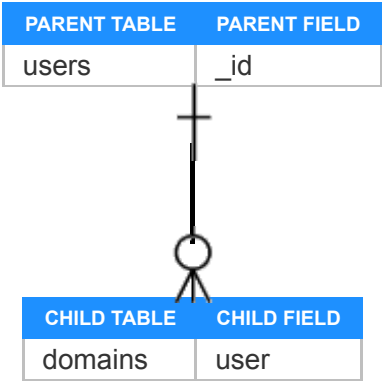 PARENT TABLE PARENT FIELD
users _id
CHILD TABLE CHILD FIELD
domains user